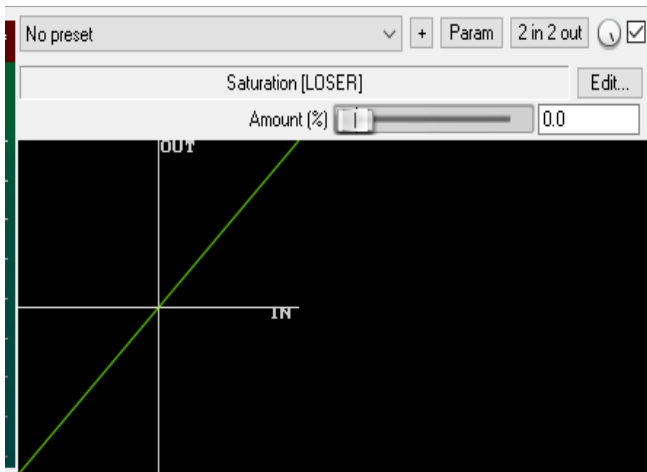 No preset + Param 2 in 2 out
Saturation [LOSER] Edit...
Amount (%) 0.0
OUT
IN